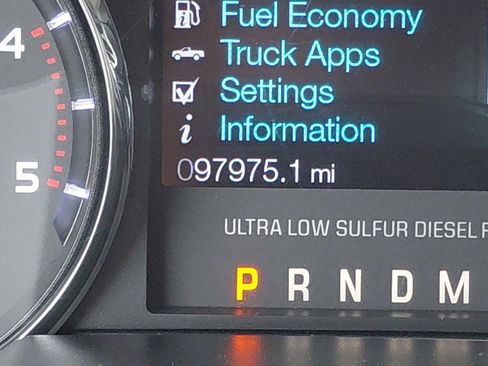 4
5
Fuel Economy
Truck Apps
Settings
i Information
097975.1 mi
ULTRA LOW SULFUR DIESEL
P R N D M